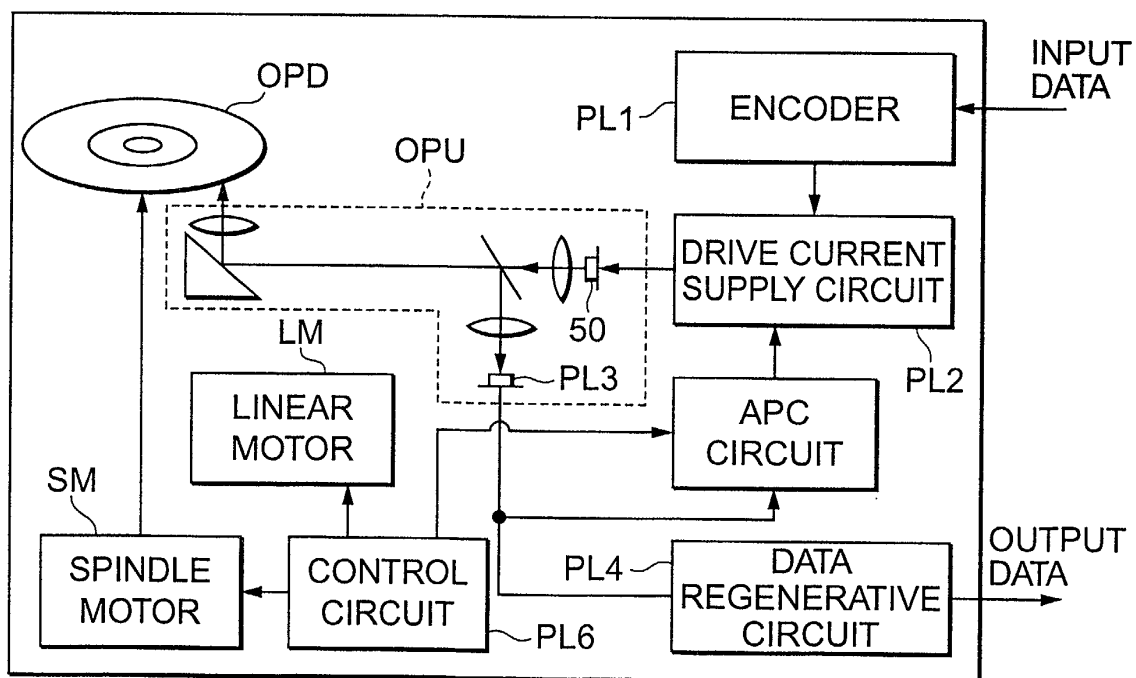 OPD
OPU
PL1
ENCODER
INPUT
DATA
DRIVE CURRENT
SUPPLY CIRCUIT
50
PL2
LM
PL3
LINEAR
MOTOR
APC
CIRCUIT
SM
SPINDLE
MOTOR
CONTROL
CIRCUIT
PL6
PL4
DATA
REGENERATIVE
CIRCUIT
OUTPUT
DATA